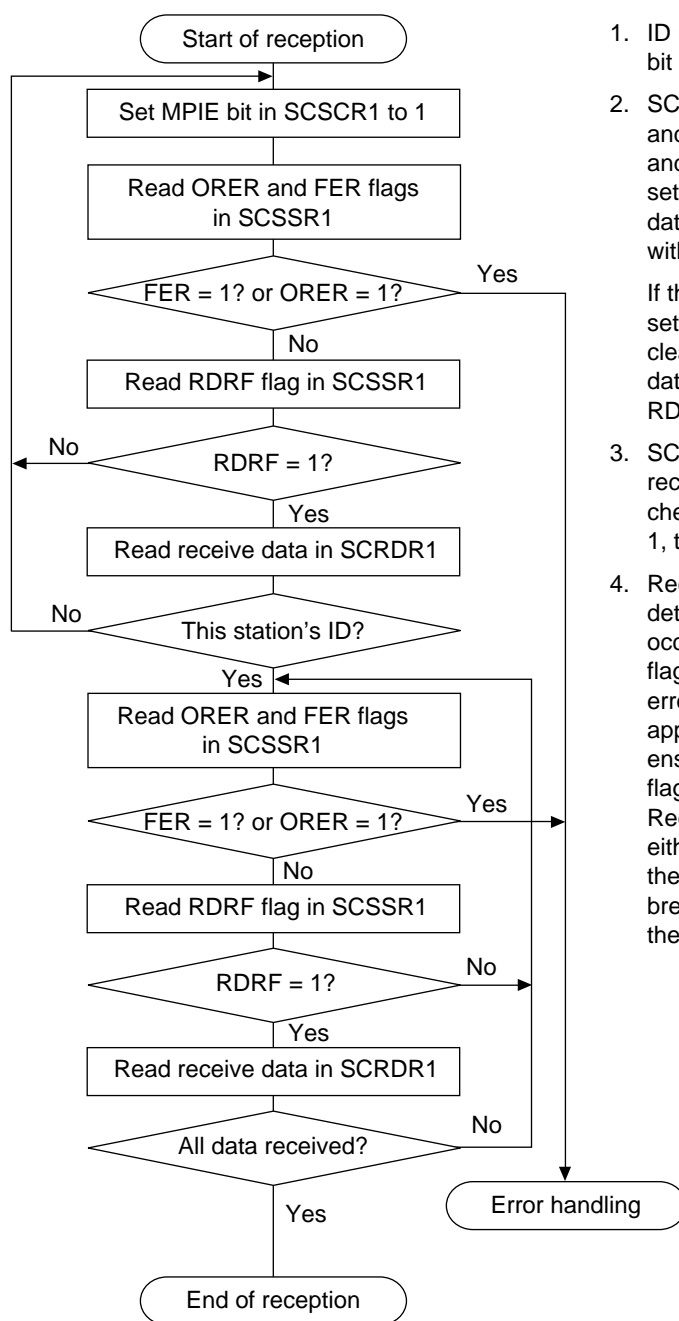 Start of reception
Set MPIE bit in SCSCR1 to 1
Read ORER and FER flags
in SCSSR1
FER = 1? or ORER = 1?
Yes
No
Read RDRF flag in SCSSR1
RDRF = 1?
No
Yes
Read receive data in SCRDR1
This station's ID?
No
Yes
Read ORER and FER flags
in SCSSR1
FER = 1? or ORER = 1?
Yes
No
Read RDRF flag in SCSSR1
RDRF = 1?
No
Yes
Read receive data in SCRDR1
All data received?
No
Yes
Error handling
End of reception
1. ID
bit
2. SC
and
and
set
dat
wit
If th
set
clea
dat
RD
3. SC
rec
che
1, t
4. Rec
det
occ
flag
erro
app
ens
flag
Rec
eith
the
bre
the